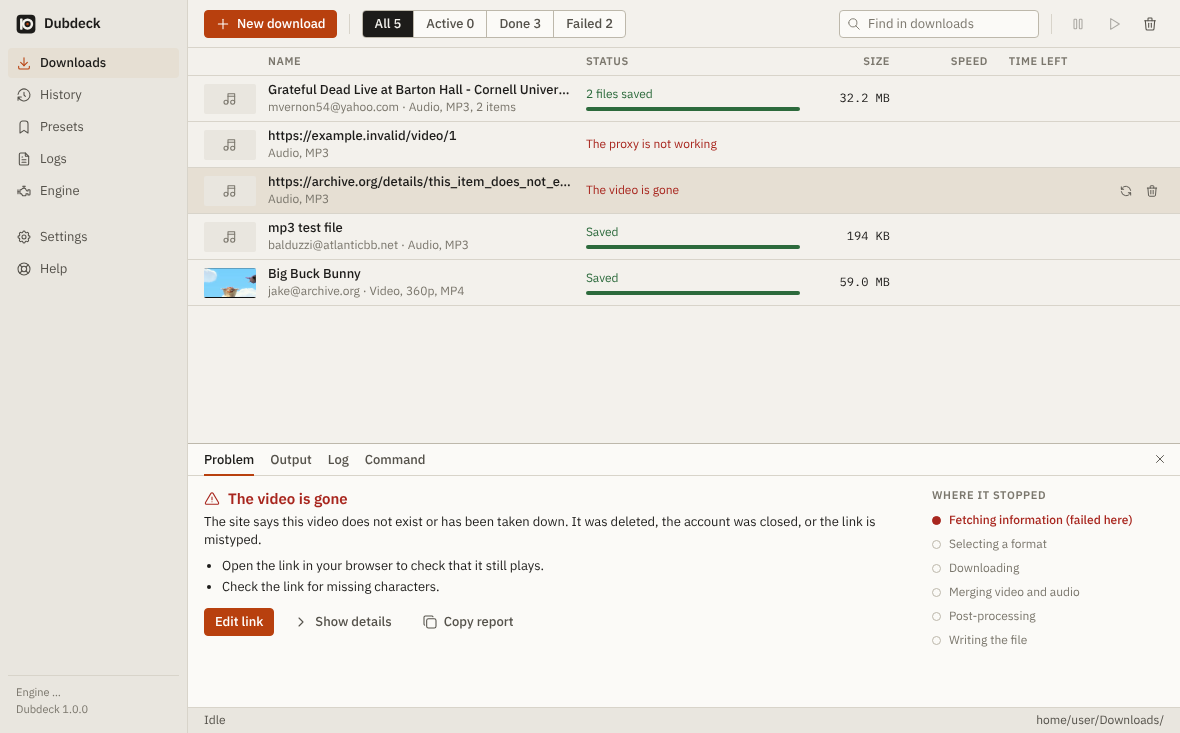 Dubdeck
Downloads
History
Presets
Logs
Engine
Settings
Help
Engine ...
Dubdeck 1.0.0
New download
All 5
Active 0
Done 3
Failed 2
Find in downloads
NAME
STATUS
SIZE
SPEED
TIME LEFT
Grateful Dead Live at Barton Hall - Cornell Univer...
mvernon54@yahoo.com · Audio, MP3, 2 items
2 files saved
32.2 MB
https://example.invalid/video/1
Audio, MP3
The proxy is not working
https://archive.org/details/this_item_does_not_e...
Audio, MP3
The video is gone
mp3 test file
balduzzi@atlanticbb.net · Audio, MP3
Saved
194 KB
Big Buck Bunny
jake@archive.org · Video, 360p, MP4
Saved
59.0 MB
Problem
Output
Log
Command
The video is gone
The site says this video does not exist or has been taken down. It was deleted, the account was closed, or the link is
mistyped.
• Open the link in your browser to check that it still plays.
• Check the link for missing characters.
Edit link
Show details
Copy report
WHERE IT STOPPED
Fetching information (failed here)
Selecting a format
Downloading
Merging video and audio
Post-processing
Writing the file
Idle
home/user/Downloads/